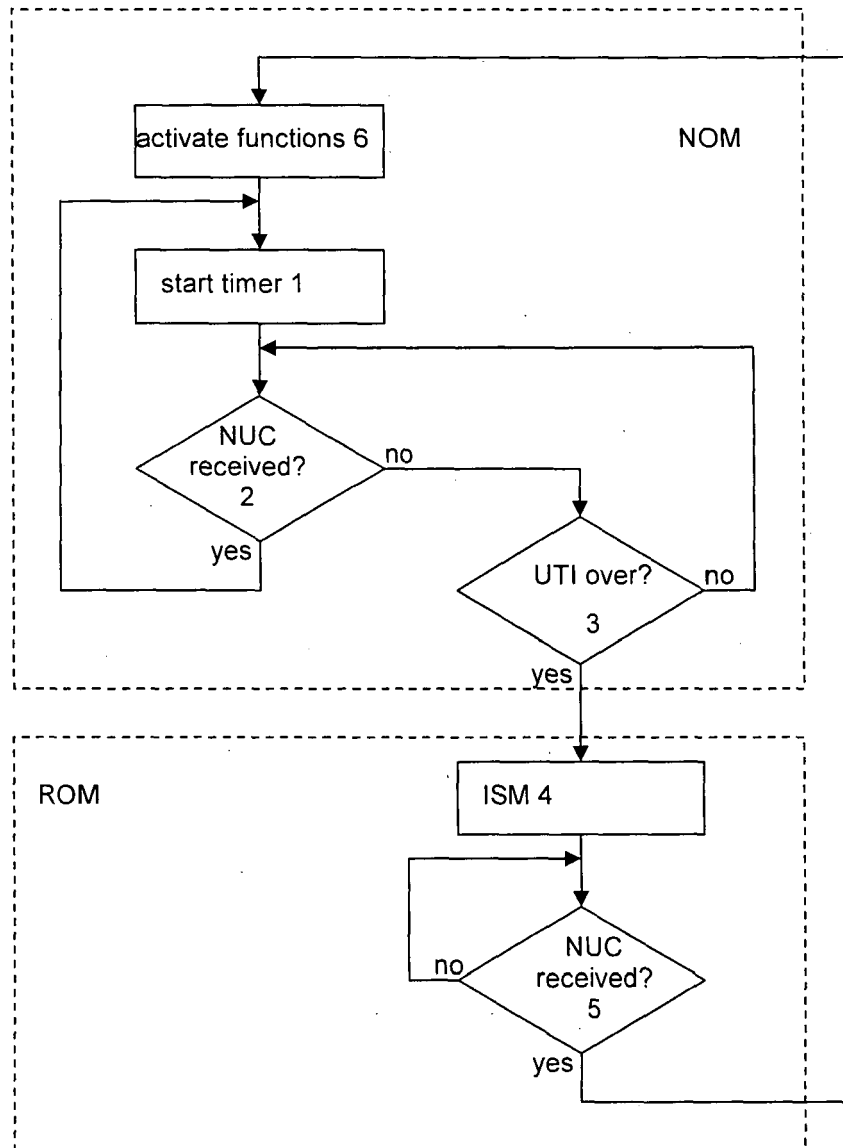 activate functions 6
NOM
start timer 1
NUC
received?
2
no
yes
UTI over?
3
no
yes
ROM
ISM 4
NUC
received?
5
no
yes